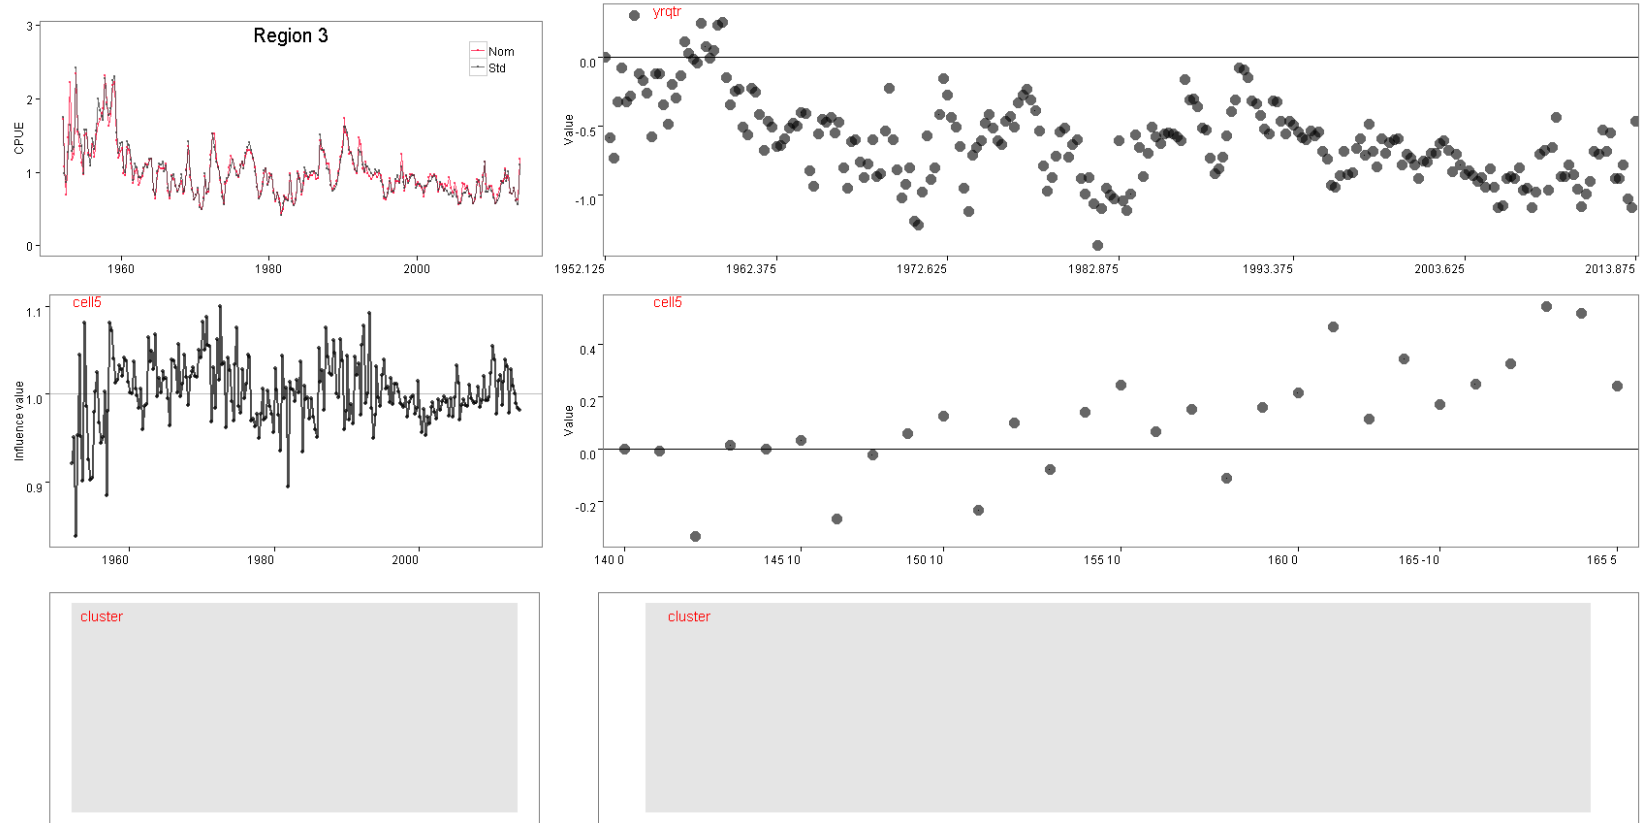 Region 3
Nom
Std
CPUE
3
2
1
0
1960
1980
2000
yrqtr
Value
0.0
-0.5
-1.0
1952.125
1962.375
1972.625
1982.875
1993.375
2003.625
2013.875
cell5
Influence value
1.1
1.0
0.9
1960
1980
2000
cell5
Value
0.4
0.2
0.0
-0.2
140 0
145 10
150 10
155 10
160 0
165 -10
165 5
cluster
cluster